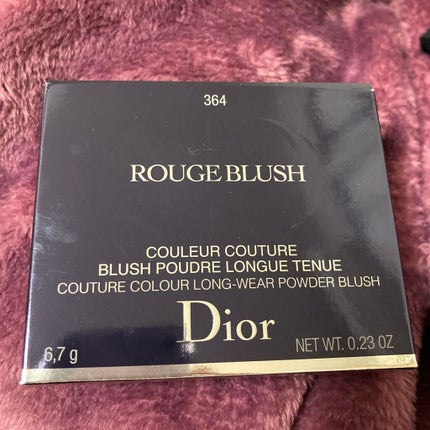 364
ROUGE BLUSH
COULEUR COUTURE
BLUSH POUDRE LONGUE TENUE
COUTURE COLOUR LONG-WEAR POWDER BLUSH
Dior
6,7 g NET WT. 0.23 OZ